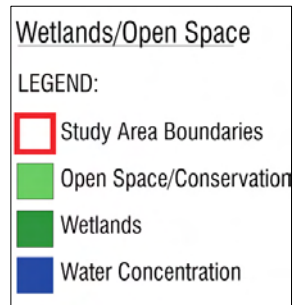 Wetlands/Open Space
LEGEND:
Study Area Boundaries
Open Space/Conservation
Wetlands
Water Concentration